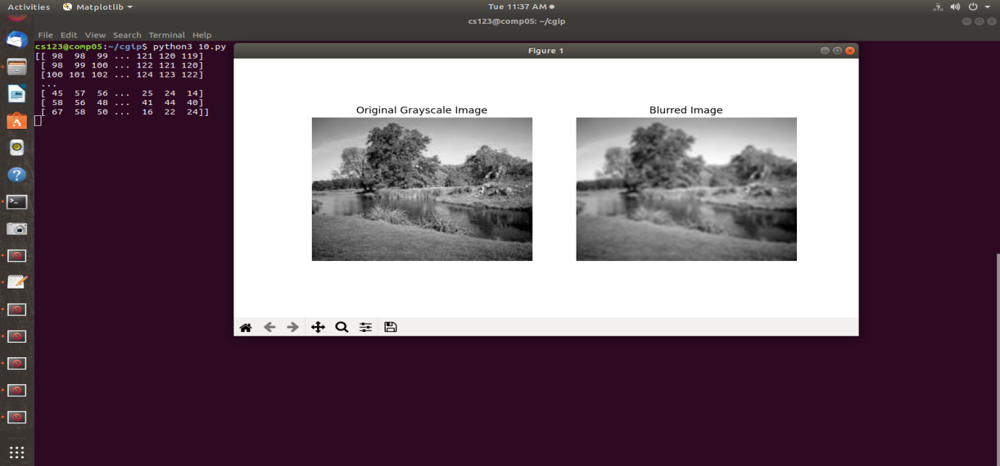 Activities Matplotlib Tue 11:37 AM
cs123@comp05: ~/cgip
File Edit View Search Terminal Help
cs123@comp05:~/cgip$ python3 10.py
[[ 98  98  99 ... 121 120 119]
 [ 98  99 100 ... 122 121 120]
 [100 101 102 ... 124 123 122]
 ...
 [ 45  57  56 ...  25  24  14]
 [ 58  56  48 ...  41  44  40]
 [ 67  58  50 ...  16  22  24]]
Figure 1
Original Grayscale Image
Blurred Image